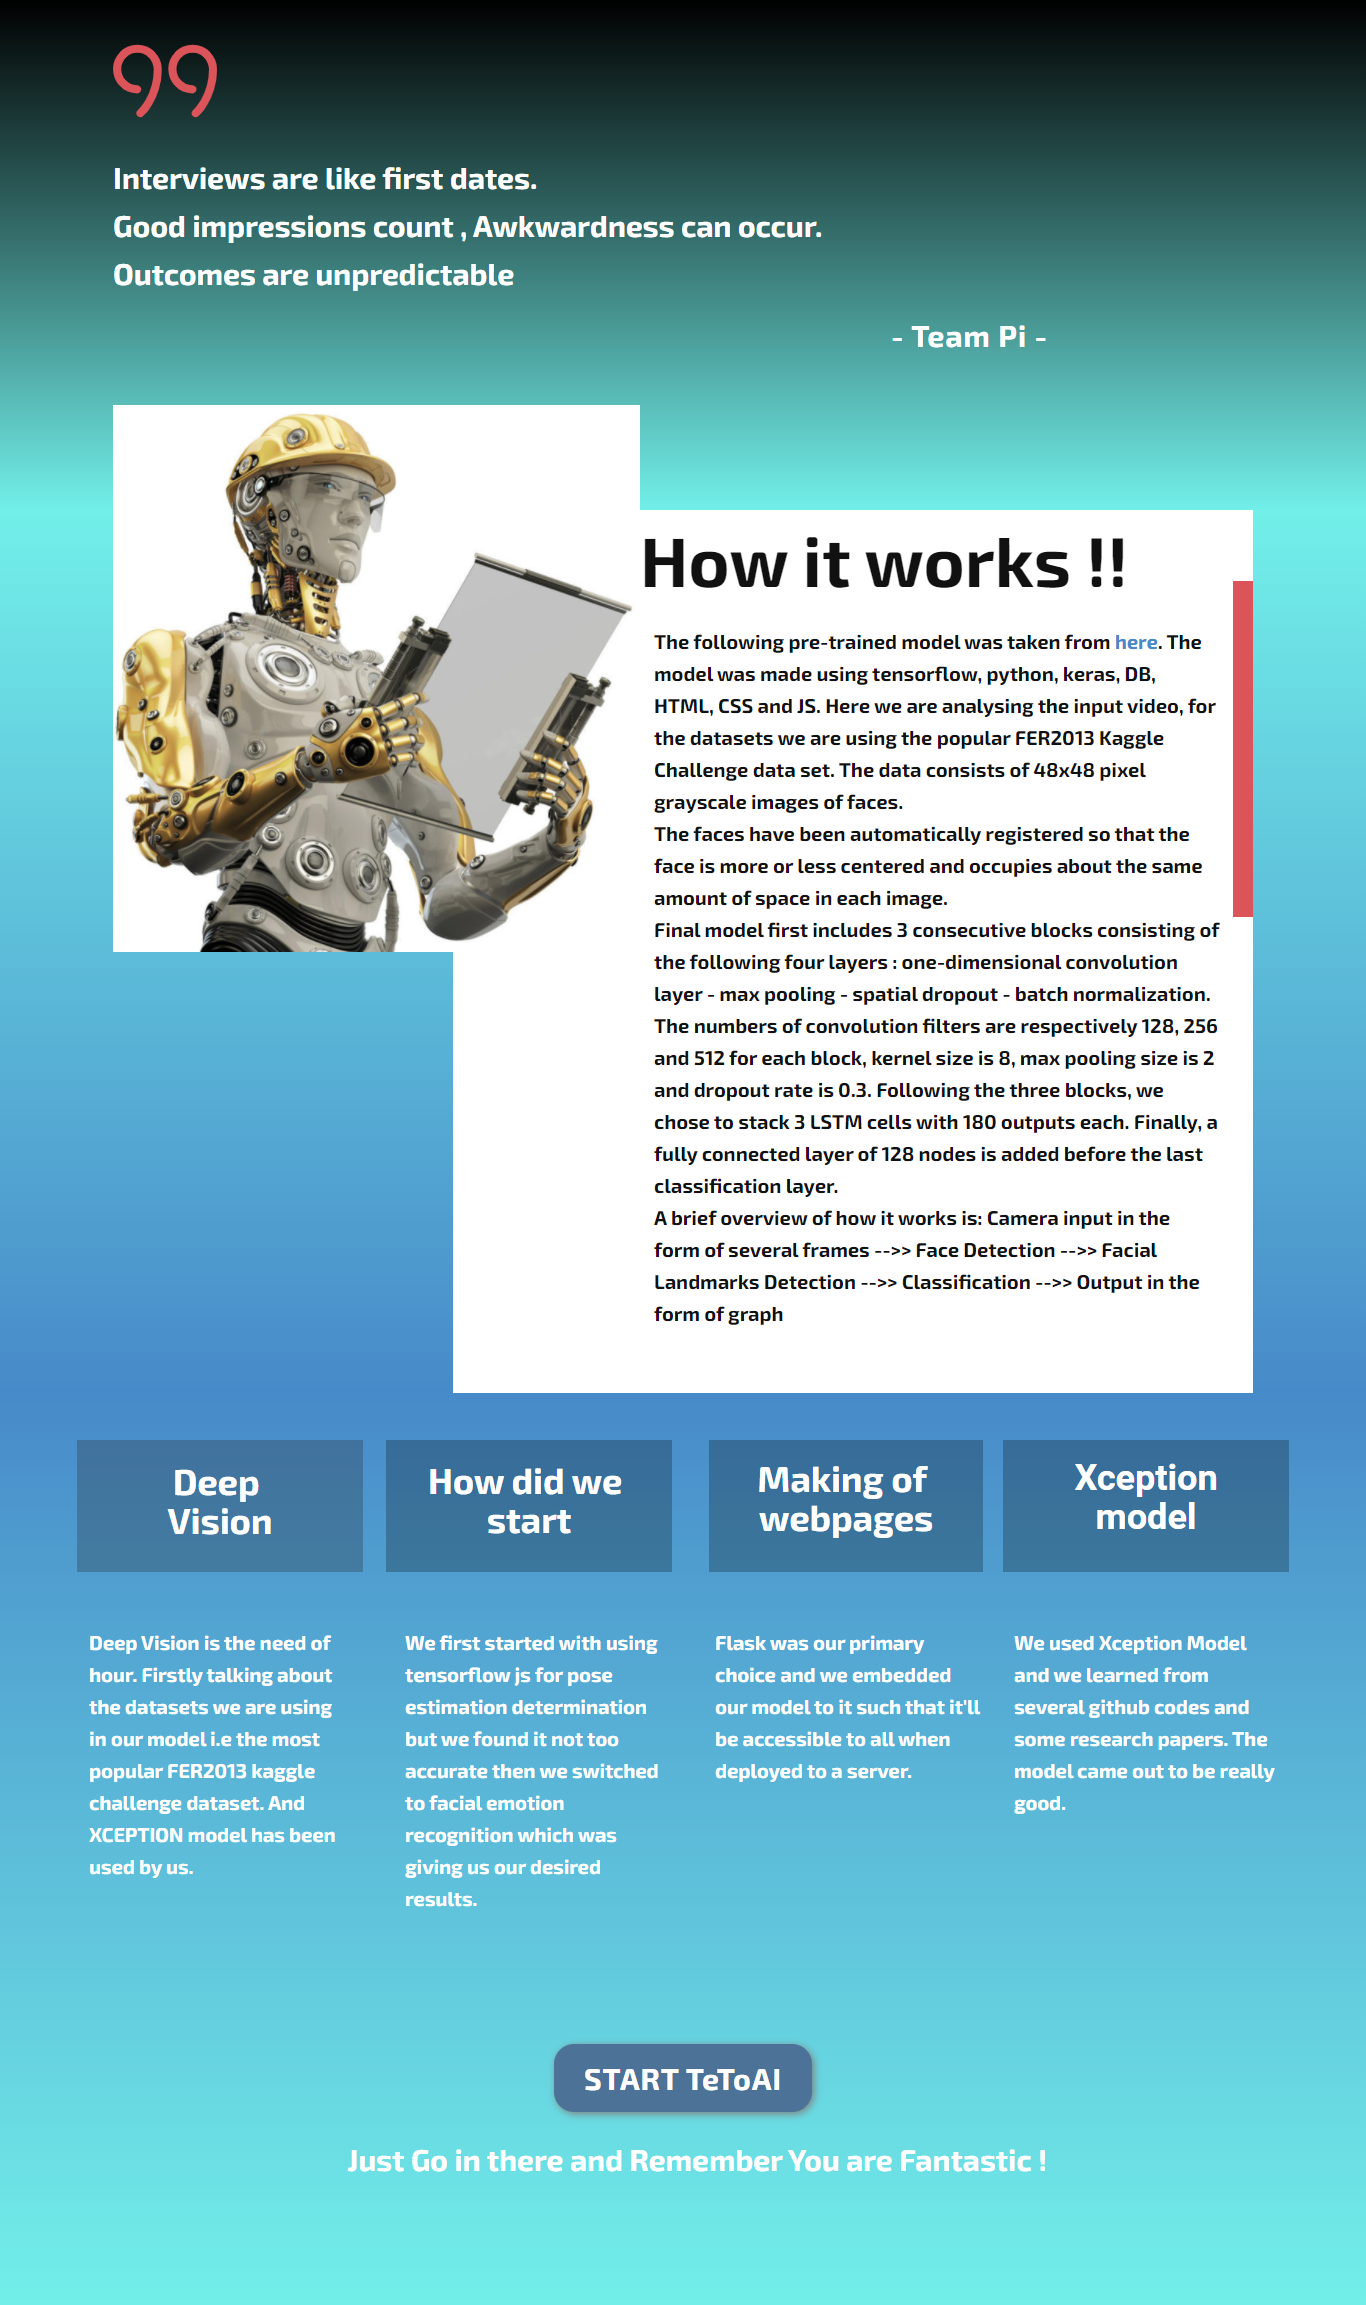 Interviews are like first dates.
Good impressions count , Awkwardness can occur.
Outcomes are unpredictable
- Team Pi -
How it works !!
The following pre-trained model was taken from here. The
model was made using tensorflow, python, keras, DB,
HTML, CSS and JS. Here we are analysing the input video, for
the datasets we are using the popular FER2013 Kaggle
Challenge data set. The data consists of 48x48 pixel
grayscale images of faces.
The faces have been automatically registered so that the
face is more or less centered and occupies about the same
amount of space in each image.
Final model first includes 3 consecutive blocks consisting of
the following four layers : one-dimensional convolution
layer - max pooling - spatial dropout - batch normalization.
The numbers of convolution filters are respectively 128, 256
and 512 for each block, kernel size is 8, max pooling size is 2
and dropout rate is 0.3. Following the three blocks, we
chose to stack 3 LSTM cells with 180 outputs each. Finally, a
fully connected layer of 128 nodes is added before the last
classification layer.
A brief overview of how it works is: Camera input in the
form of several frames -->> Face Detection -->> Facial
Landmarks Detection -->> Classification -->> Output in the
form of graph
Deep
Vision
Deep Vision is the need of
hour. Firstly talking about
the datasets we are using
in our model i.e the most
popular FER2013 kaggle
challenge dataset. And
XCEPTION model has been
used by us.
How did we
start
We first started with using
tensorflow js for pose
estimation determination
but we found it not too
accurate then we switched
to facial emotion
recognition which was
giving us our desired
results.
Making of
webpages
Flask was our primary
choice and we embedded
our model to it such that it'll
be accessible to all when
deployed to a server.
Xception
model
We used Xception Model
and we learned from
several github codes and
some research papers. The
model came out to be really
good.
START TeToAI
Just Go in there and Remember You are Fantastic !